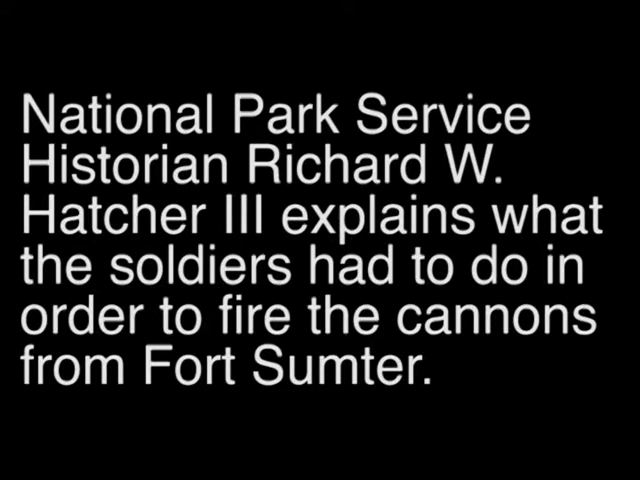 National Park Service
Historian Richard W.
Hatcher III explains what
the soldiers had to do in
order to fire the cannons
from Fort Sumter.